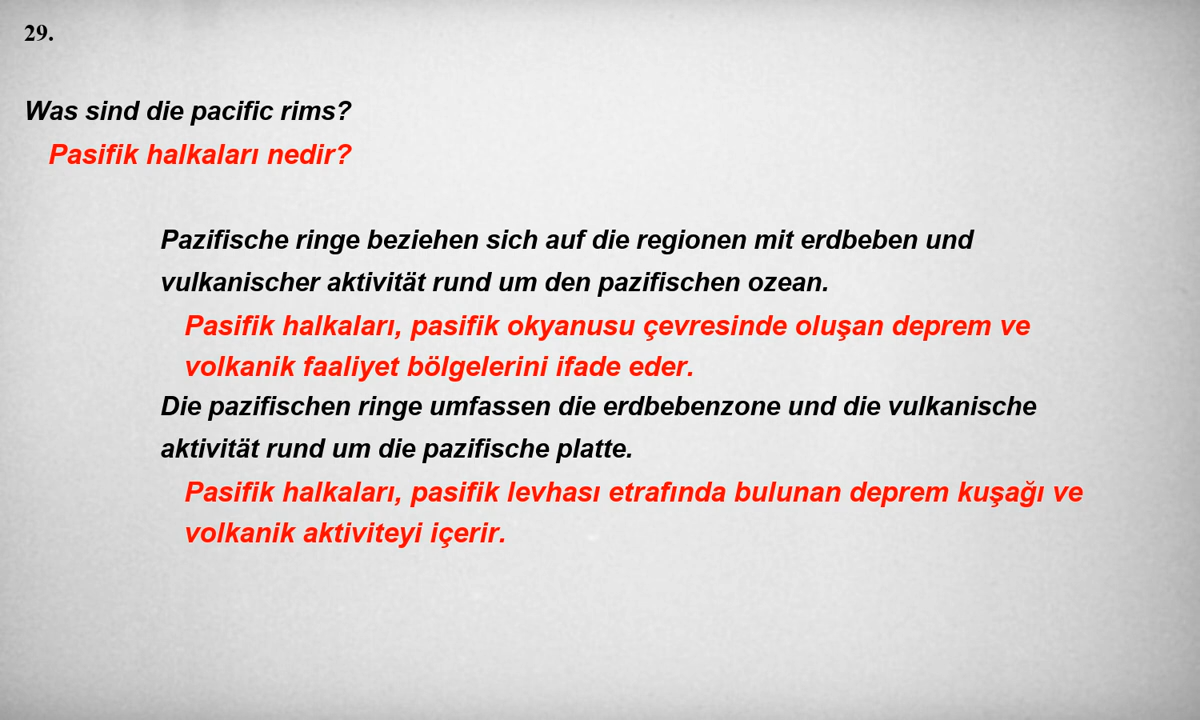 29.
Was sind die pacific rims?
Pasifik halkaları nedir?
Pazifische ringe beziehen sich auf die regionen mit erdbeben und
vulkanischer aktivität rund um den pazifischen ozean.
Pasifik halkaları, pasifik okyanusu çevresinde oluşan deprem ve
volkanik faaliyet bölgelerini ifade eder.
Die pazifischen ringe umfassen die erdbebenzone und die vulkanische
aktivität rund um die pazifische platte.
Pasifik halkaları, pasifik levhası etrafında bulunan deprem kuşağı ve
volkanik aktiviteyi içerir.